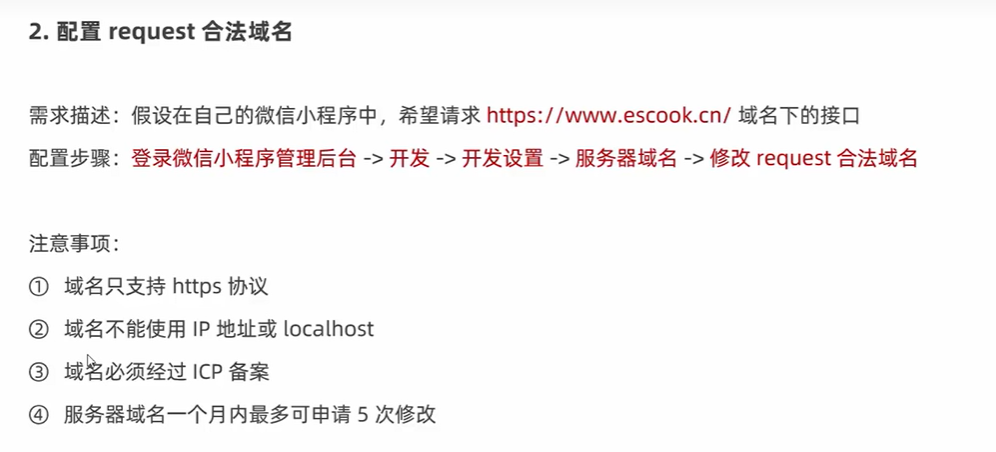 2. 配置 request 合法域名
需求描述：假设在自己的微信小程序中，希望请求 https://www.escook.cn/ 域名下的接口
配置步骤：登录微信小程序管理后台 -> 开发 -> 开发设置 -> 服务器域名 -> 修改 request 合法域名
注意事项：
① 域名只支持 https 协议
② 域名不能使用 IP 地址或 localhost
③ 域名必须经过 ICP 备案
④ 服务器域名一个月内最多可申请 5 次修改